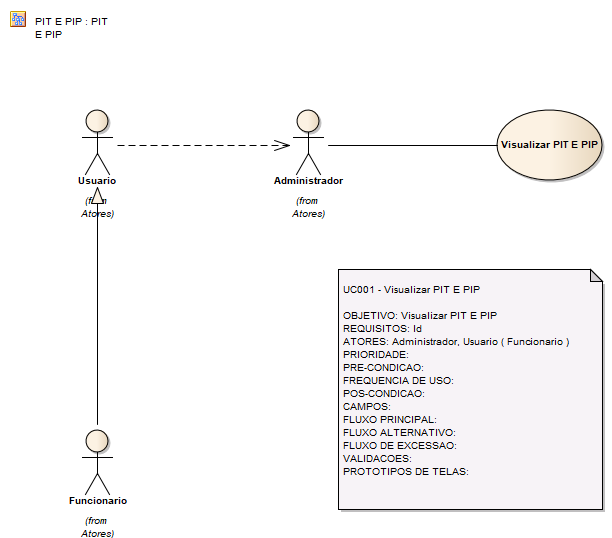 PIT E PIP : PIT
E PIP
Usuario
(from
Atores)
Administrador
(from
Atores)
Visualizar PIT E PIP
UC001 - Visualizar PIT E PIP
OBJETIVO: Visualizar PIT E PIP
REQUISITOS: Id
ATORES: Administrador, Usuario ( Funcionario )
PRIORIDADE:
PRE-CONDICAO:
FREQUENCIA DE USO:
POS-CONDICAO:
CAMPOS:
FLUXO PRINCIPAL:
FLUXO ALTERNATIVO:
FLUXO DE EXCESSAO:
VALIDACOES:
PROTOTIPOS DE TELAS:
Funcionario
(from
Atores)